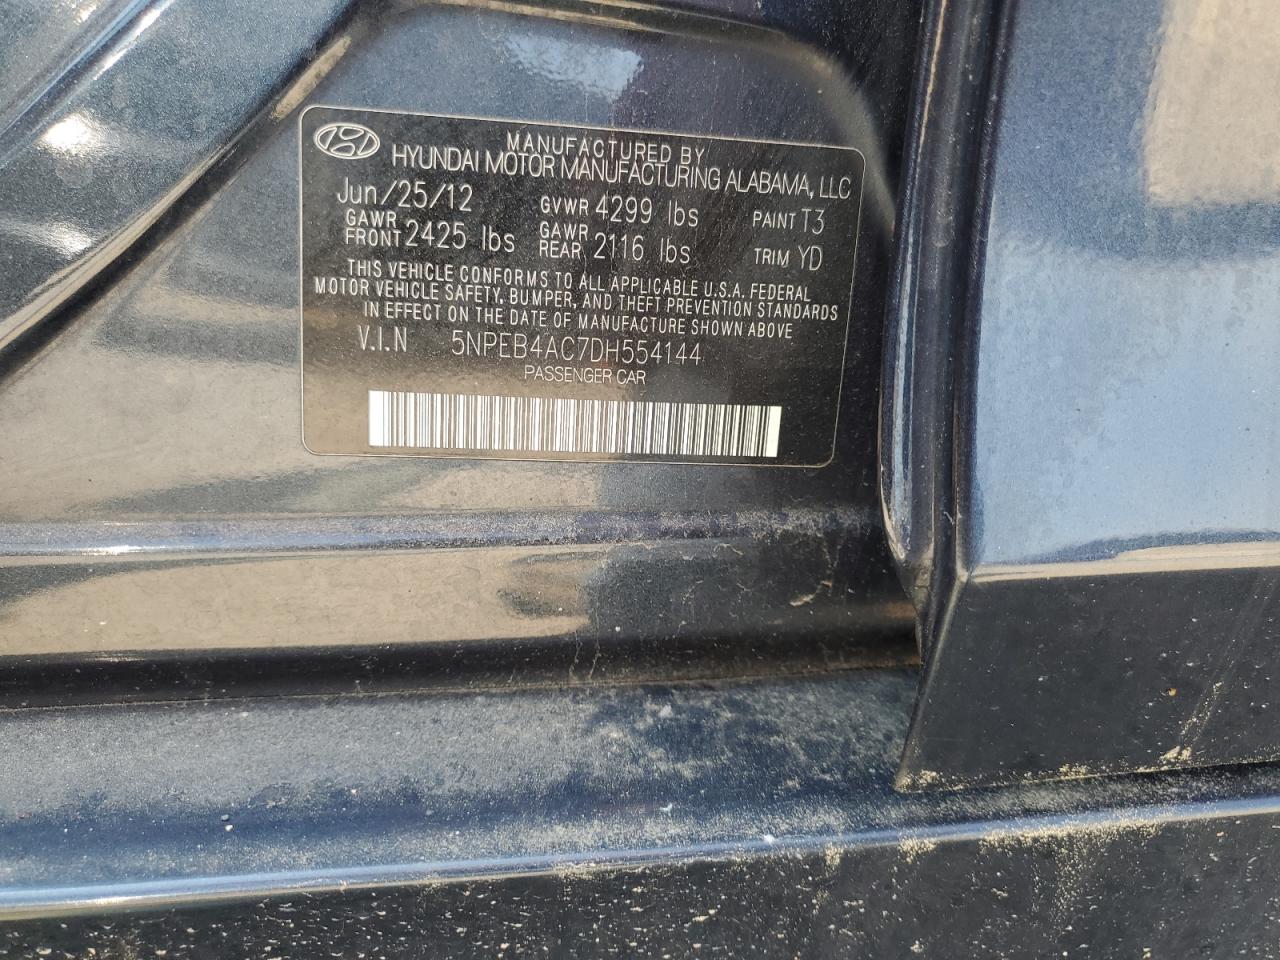 MANUFACTURED BY
HYUNDAI MOTOR MANUFACTURING ALABAMA, LLC
Jun/25/12 GVWR 4299 lbs PAINT T3
GAWR FRONT 2425 lbs GAWR REAR 2116 lbs TRIM YD
THIS VEHICLE CONFORMS TO ALL APPLICABLE U.S.A. FEDERAL
MOTOR VEHICLE SAFETY, BUMPER, AND THEFT PREVENTION STANDARDS
IN EFFECT ON THE DATE OF MANUFACTURE SHOWN ABOVE
V.I.N 5NPEB4AC7DH554144
PASSENGER CAR